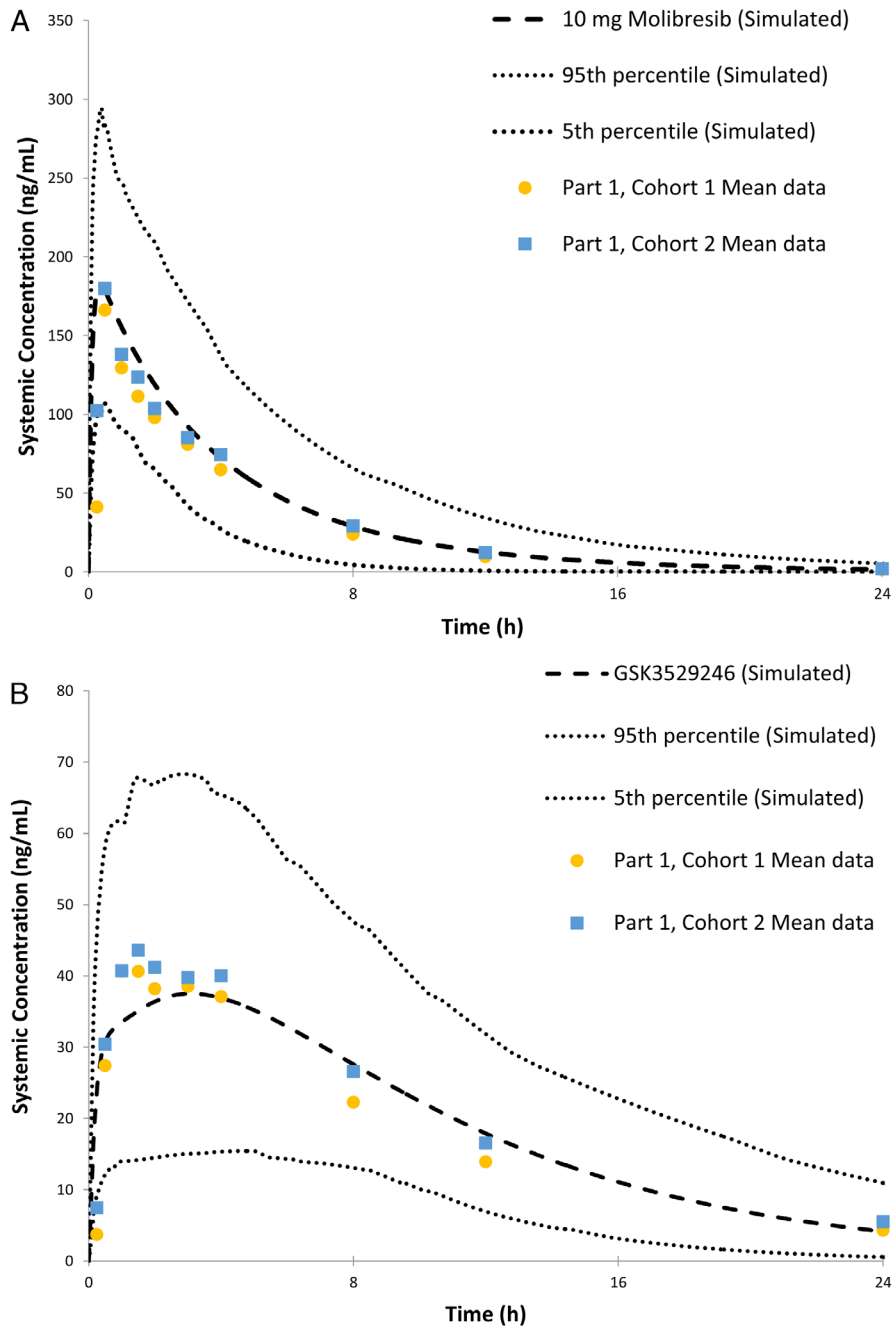 A
10 mg Molibresib (Simulated)
95th percentile (Simulated)
5th percentile (Simulated)
Part 1, Cohort 1 Mean data
Part 1, Cohort 2 Mean data
Systemic Concentration (ng/mL)
350
300
250
200
150
100
50
0
0 8 16 24
Time (h)
B
GSK3529246 (Simulated)
95th percentile (Simulated)
5th percentile (Simulated)
Part 1, Cohort 1 Mean data
Part 1, Cohort 2 Mean data
Systemic Concentration (ng/mL)
80
70
60
50
40
30
20
10
0
0 8 16 24
Time (h)